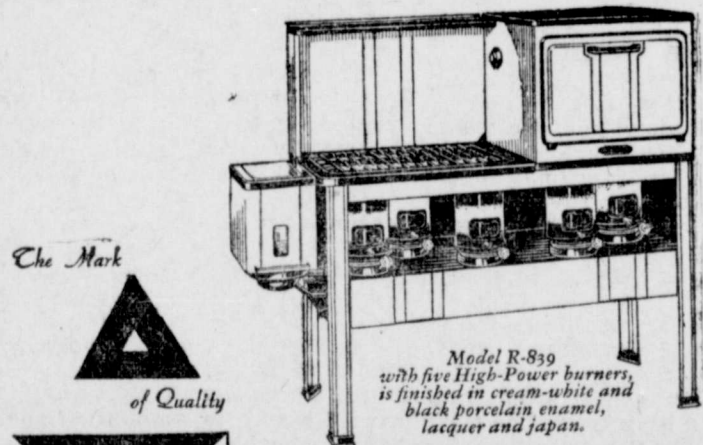 The Mark
of Quality
Model R-839
with five High-Power burners,
is finished in cream-white and
black porcelain enamel,
lacquer and japan.